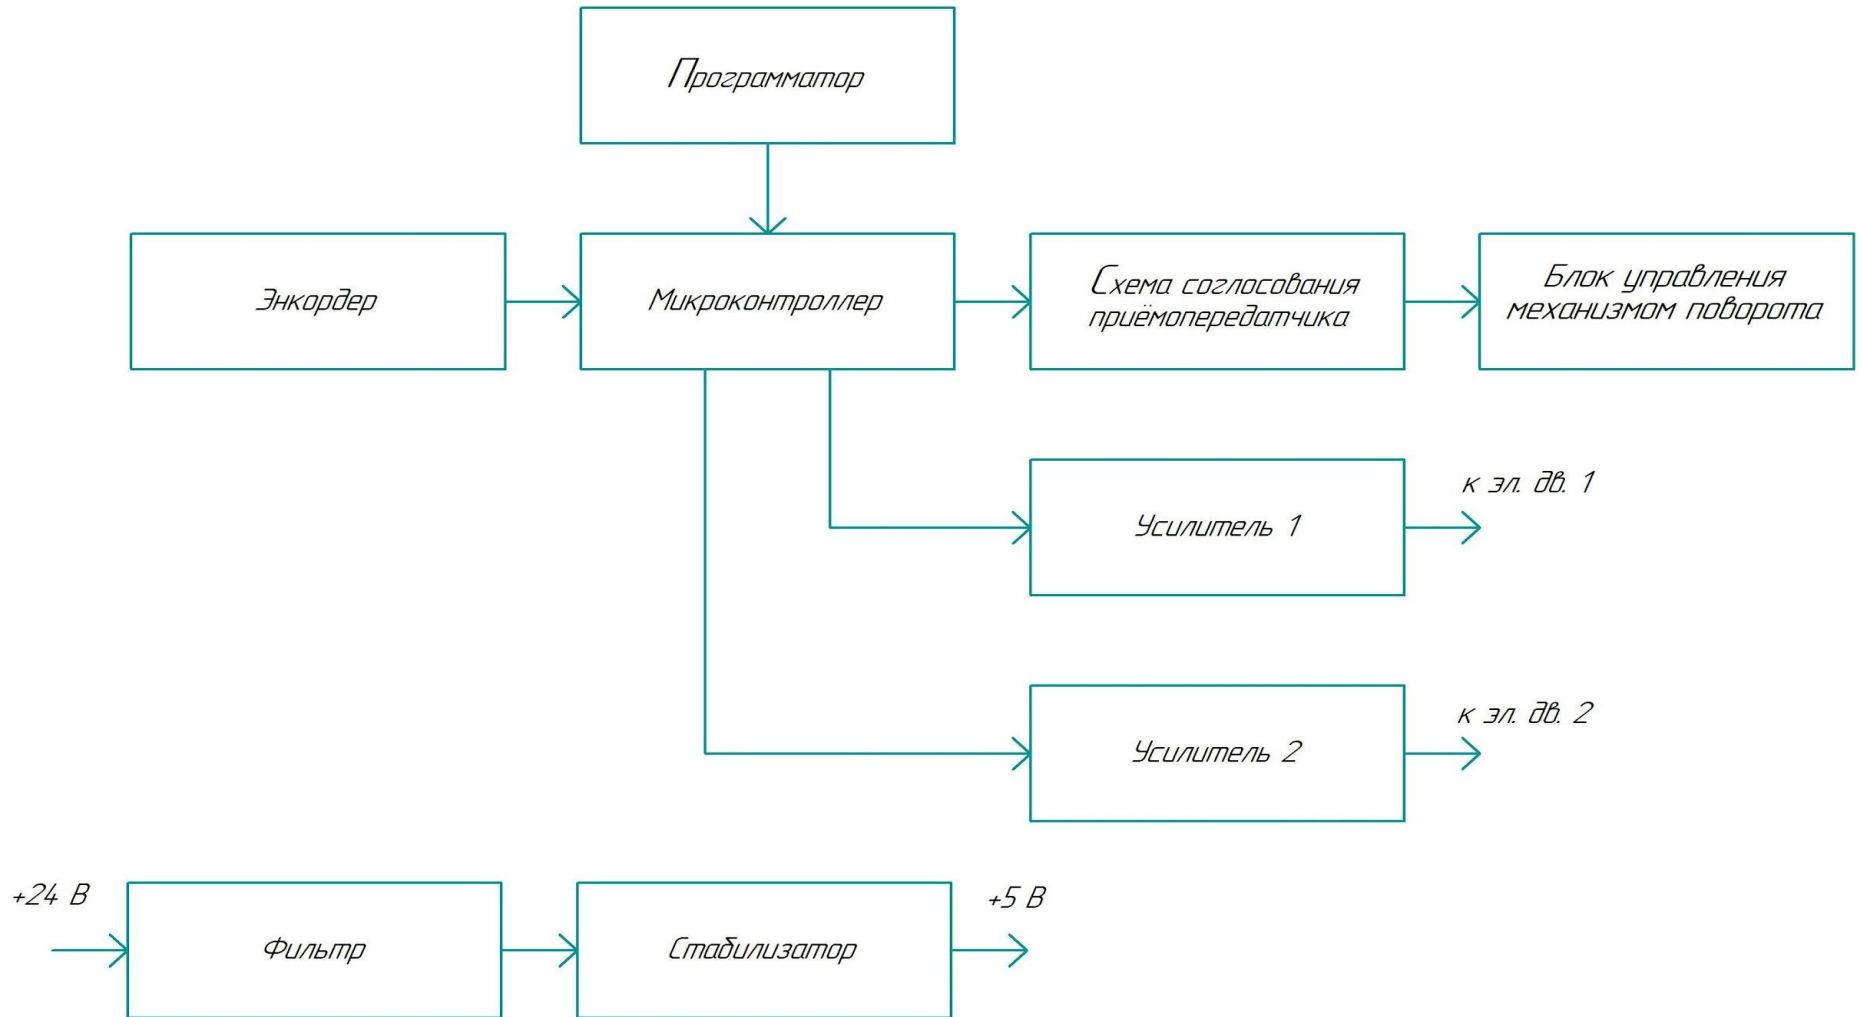 Программатор
Энкордер
Микроконтроллер
Схема соглосования
приёмопередатчика
Блок управления
механизмом поворота
Усилитель 1
к эл. дв. 1
Усилитель 2
к эл. дв. 2
+24 В
Фильтр
Стабилизатор
+5 В